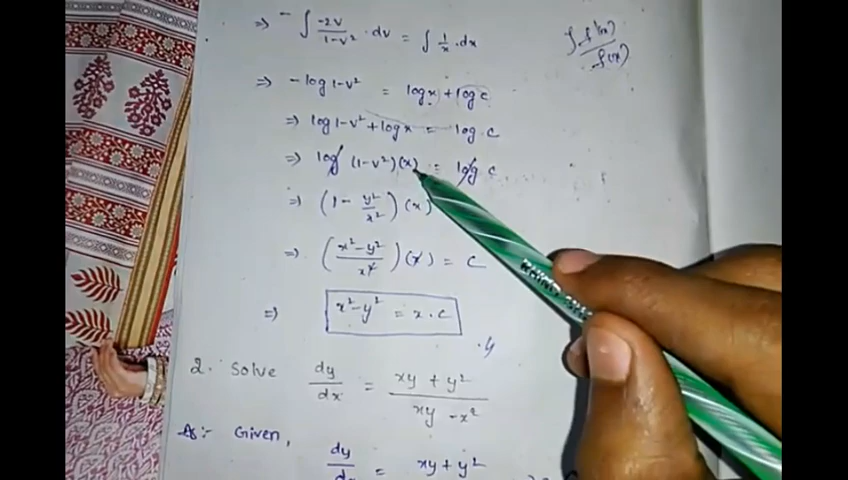 ⇒ - ∫ -2v/1-v² · dv = ∫ 1/x · dx
∫ f'(x)/f(x)
⇒ - log 1-v² = log x + log c
⇒ log 1-v² + log x = log · c
⇒ log (1-v²)(x) = log c
⇒ (1 - y²/x²) (x)
⇒ (x²-y²/x²) (x) = c
⇒ x²-y² = x · c
2. Solve dy/dx = xy + y²/xy - x²
Given, dy/dx = xy + y²